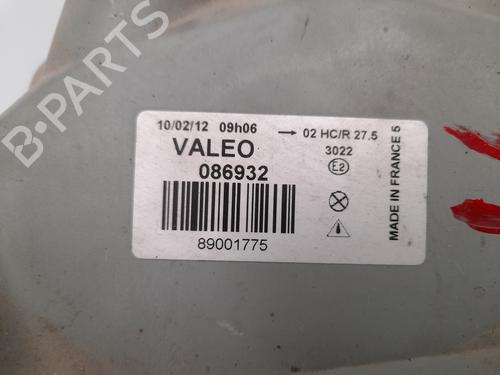 10/02/12 09h06 → 02 HC/R 27.5
VALEO 3022
086932
E2
89001775
MADE IN FRANCE 5
B-PARTS